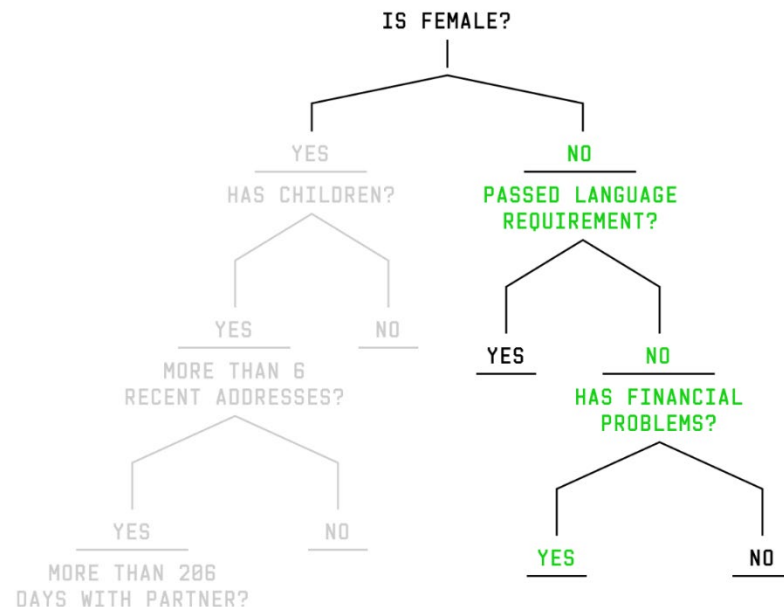 IS FEMALE?
YES
NO
HAS CHILDREN?
PASSED LANGUAGE
REQUIREMENT?
YES
NO
YES
NO
MORE THAN 6
RECENT ADDRESSES?
HAS FINANCIAL
PROBLEMS?
YES
NO
YES
NO
MORE THAN 206
DAYS WITH PARTNER?